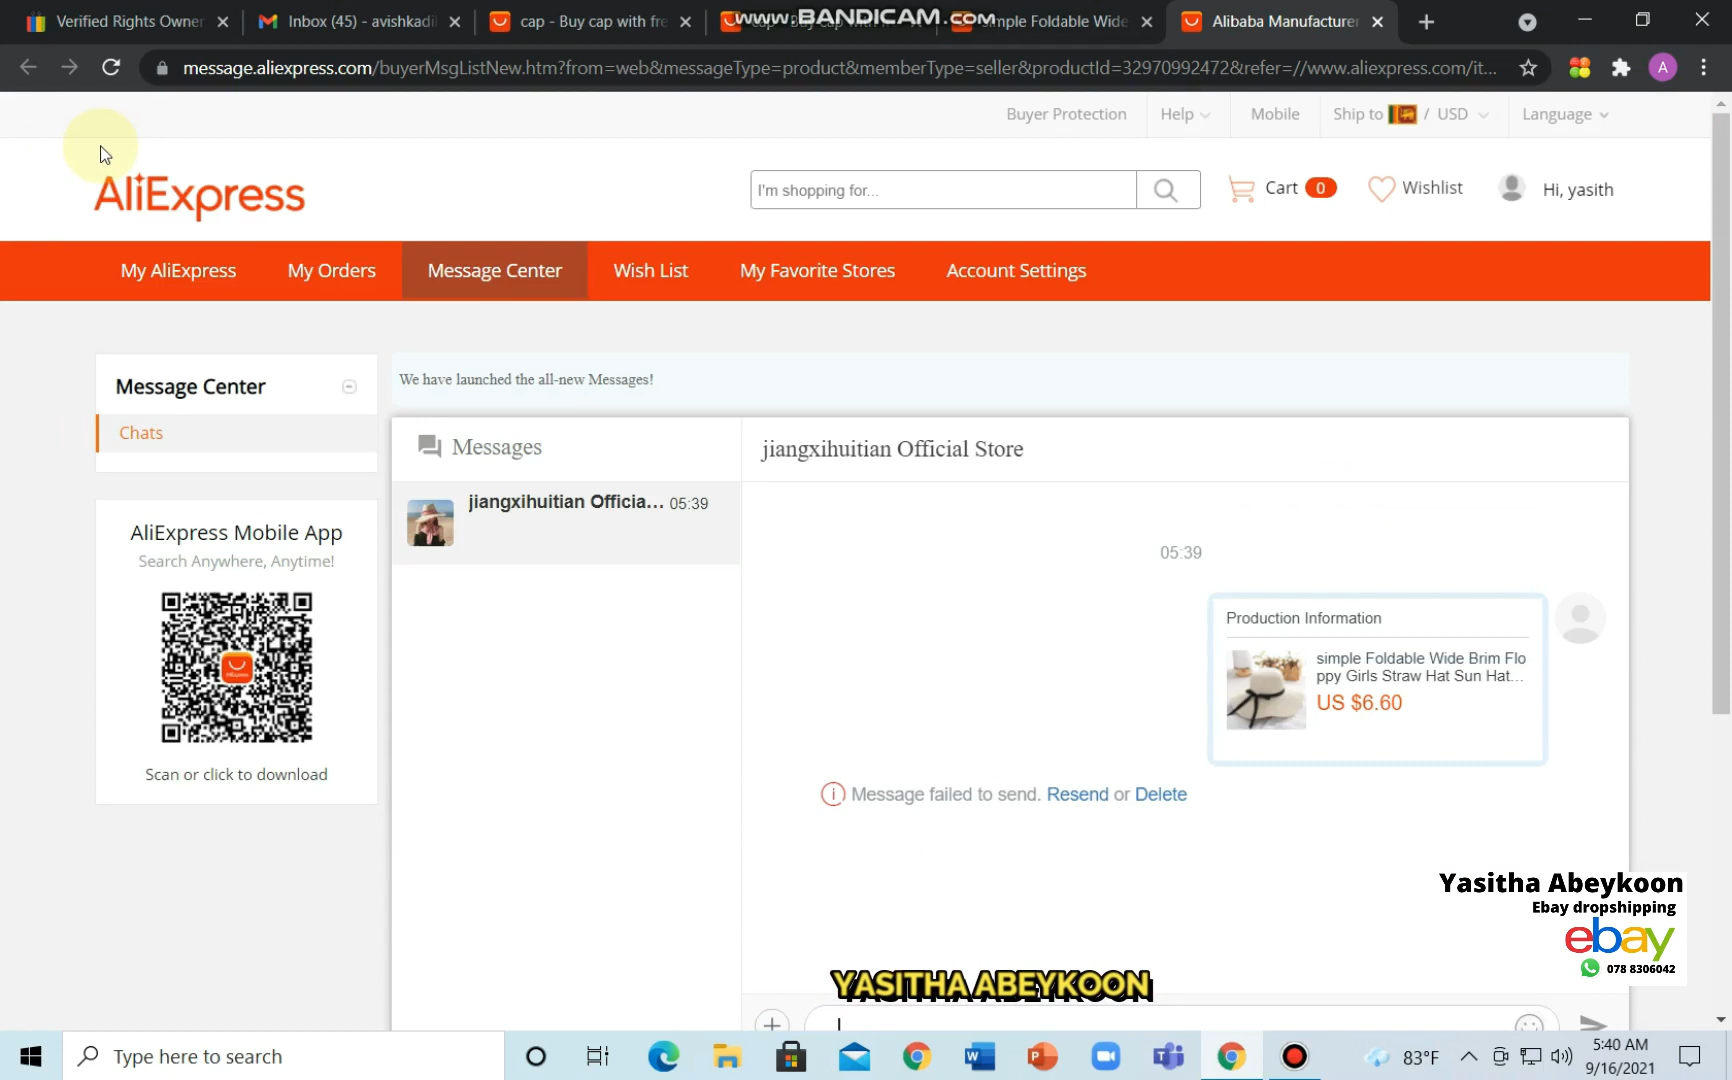 Verified Rights Owner
Inbox (45) - avishkadil
cap - Buy cap with fre
simple Foldable Wide
Alibaba Manufacturer
www.BANDICAM.com
message.aliexpress.com/buyerMsgListNew.htm?from=web&messageType=product&memberType=seller&productId=32970992472&refer=//www.aliexpress.com/it...
A
Buyer Protection
Help
Mobile
Ship to / USD
Language
AliExpress
I'm shopping for...
Cart 0
Wishlist
Hi, yasith
My AliExpress
My Orders
Message Center
Wish List
My Favorite Stores
Account Settings
Message Center
Chats
We have launched the all-new Messages!
Messages
jiangxihuitian Official Store
jiangxihuitian Officia... 05:39
05:39
AliExpress Mobile App
Search Anywhere, Anytime!
Scan or click to download
Production Information
simple Foldable Wide Brim Flo
ppy Girls Straw Hat Sun Hat...
US $6.60
Message failed to send. Resend or Delete
Yasitha Abeykoon
Ebay dropshipping
ebay
078 8306042
YASITHA ABEYKOON
Type here to search
83°F
5:40 AM
9/16/2021